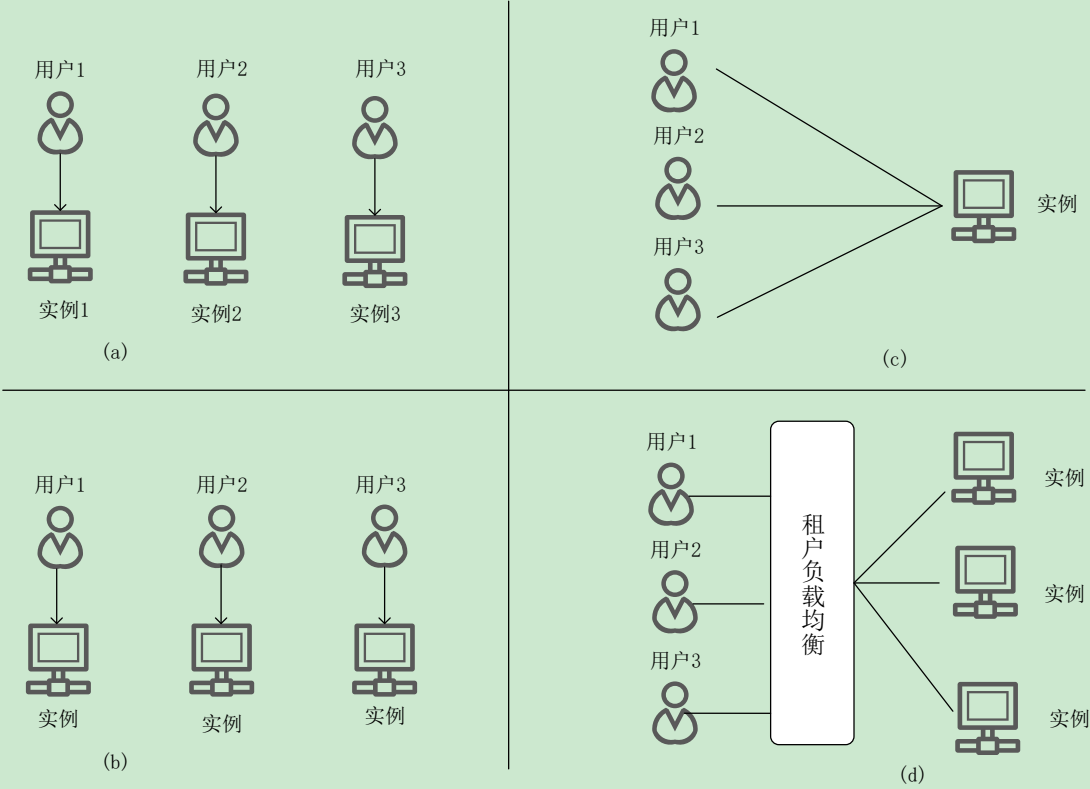 用户1
用户2
用户3
实例1
实例2
实例3
(a)
用户1
用户2
用户3
实例
(c)
用户1
用户2
用户3
实例
实例
实例
(b)
用户1
用户2
用户3
租户负载均衡
实例
实例
实例
(d)